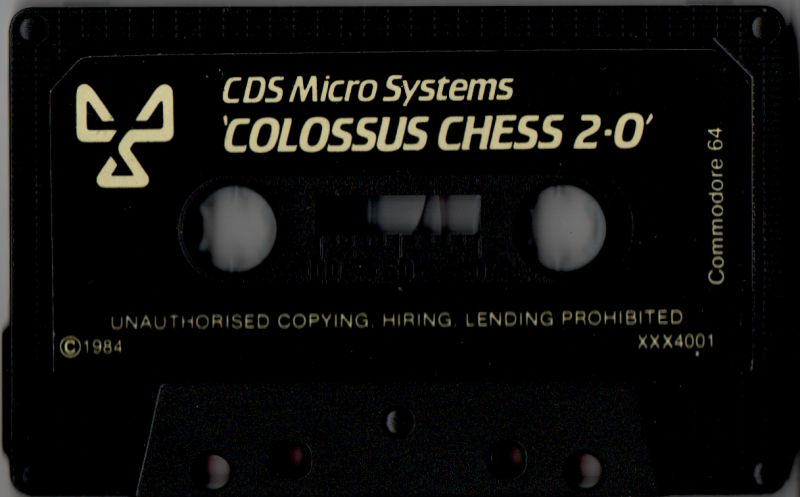 CDS Micro Systems
'COLOSSUS CHESS 2·0'
Commodore 64
UNAUTHORISED COPYING, HIRING, LENDING PROHIBITED
©1984
XXX4001